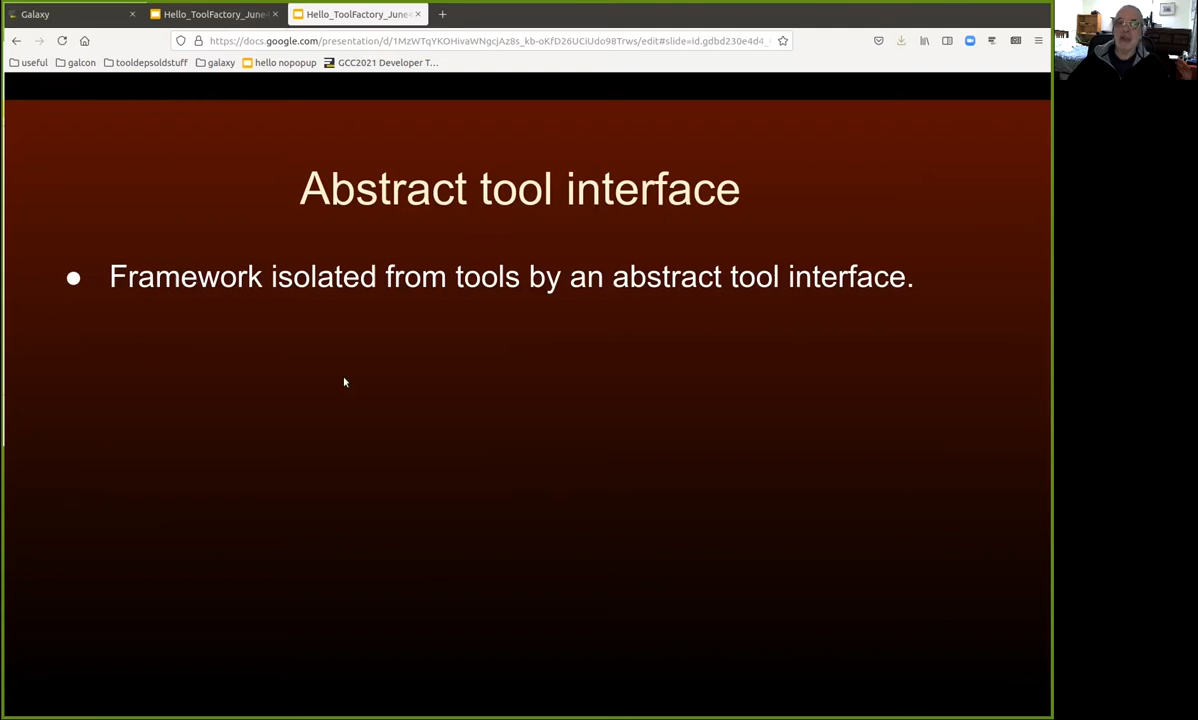 Galaxy
Hello_ToolFactory_June
Hello_ToolFactory_June
https://docs.google.com/presentation/d/1MzWTqYKOHivaWNgcjAz8s_kb-oKfD26UCiUdo98Trws/edit#slide=id.gdbd230e4d4_
useful
galcon
tooldepsoldstuff
galaxy
hello nopopup
GCC2021 Developer T...
Abstract tool interface
● Framework isolated from tools by an abstract tool interface.